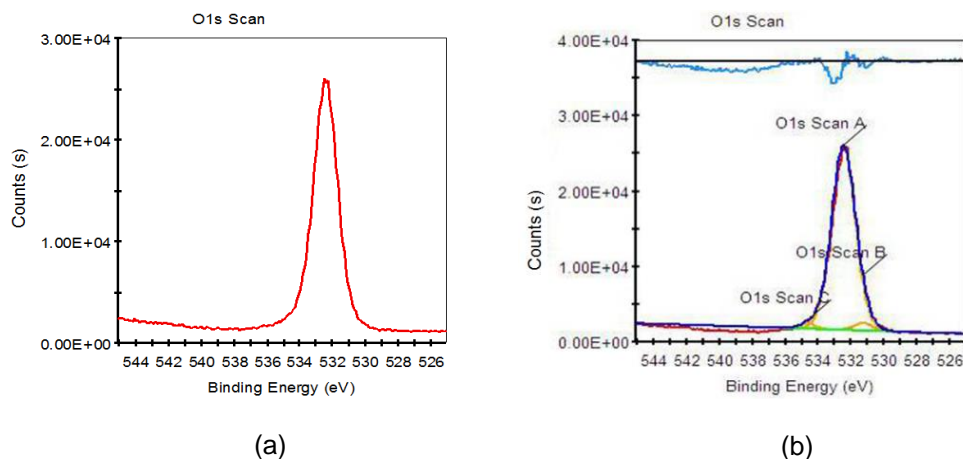 O1s Scan
3.00E+04
2.00E+04
1.00E+04
0.00E+00
Counts (s)
544 542 540 538 536 534 532 530 528 526
Binding Energy (eV)
(a)
O1s Scan
4.00E+04
3.00E+04
2.00E+04
1.00E+04
0.00E+00
Counts (s)
O1s Scan A
O1s Scan B
O1s Scan C
544 542 540 538 536 534 532 530 528 526
Binding Energy (eV)
(b)